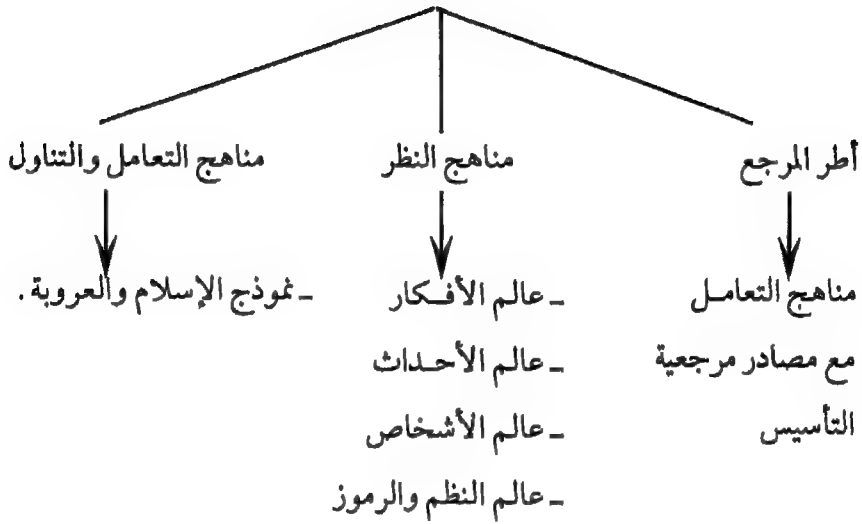 أطر المرجع
مناهج النظر
مناهج التعامل والتناول
مناهج التعامل
مع مصادر مرجعية
التأسيس
ـ عالم الأفكار
ـ عالم الأحداث
ـ عالم الأشخاص
ـ عالم النظم والرموز
ـ نموذج الإسلام والعروبة .